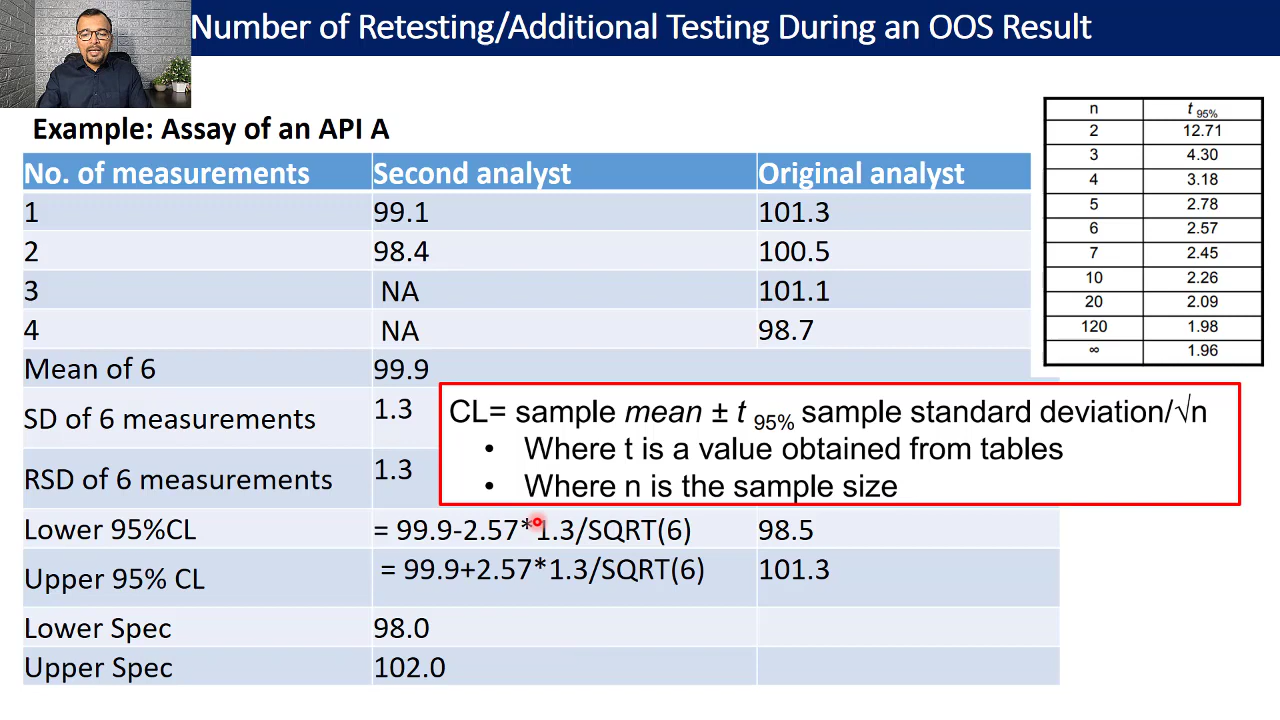 Number of Retesting/Additional Testing During an OOS Result
Example: Assay of an API A
No. of measurements Second analyst Original analyst
1 99.1 101.3
2 98.4 100.5
3 NA 101.1
4 NA 98.7
Mean of 6 99.9
SD of 6 measurements 1.3
RSD of 6 measurements 1.3
Lower 95%CL = 99.9-2.57*1.3/SQRT(6) 98.5
Upper 95% CL = 99.9+2.57*1.3/SQRT(6) 101.3
Lower Spec 98.0
Upper Spec 102.0
n t 95%
2 12.71
3 4.30
4 3.18
5 2.78
6 2.57
7 2.45
10 2.26
20 2.09
120 1.98
∞ 1.96
CL= sample mean ± t 95% sample standard deviation/√n
• Where t is a value obtained from tables
• Where n is the sample size